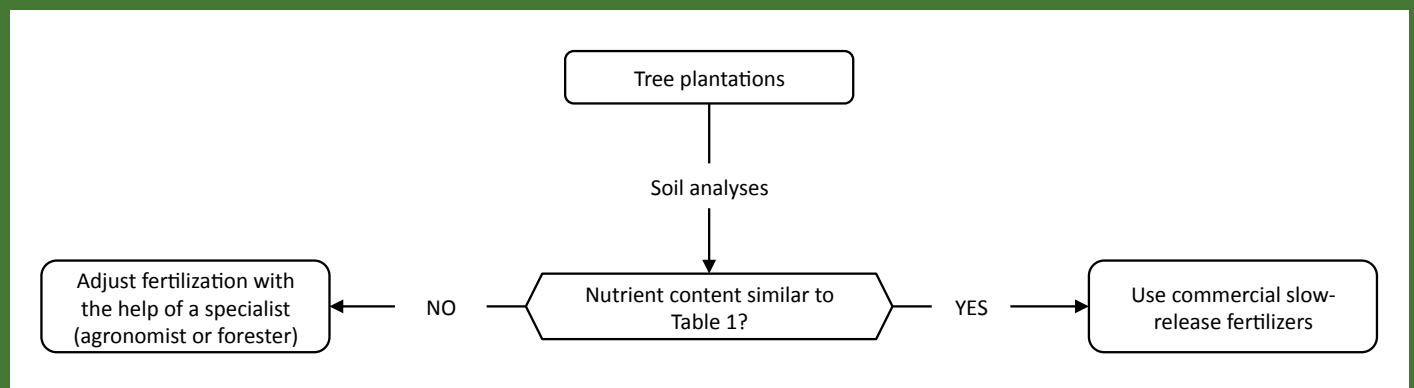 Tree plantations
Soil analyses
Adjust fertilization with
the help of a specialist
(agronomist or forester)
NO
Nutrient content similar to
Table 1?
YES
Use commercial slow-
release fertilizers